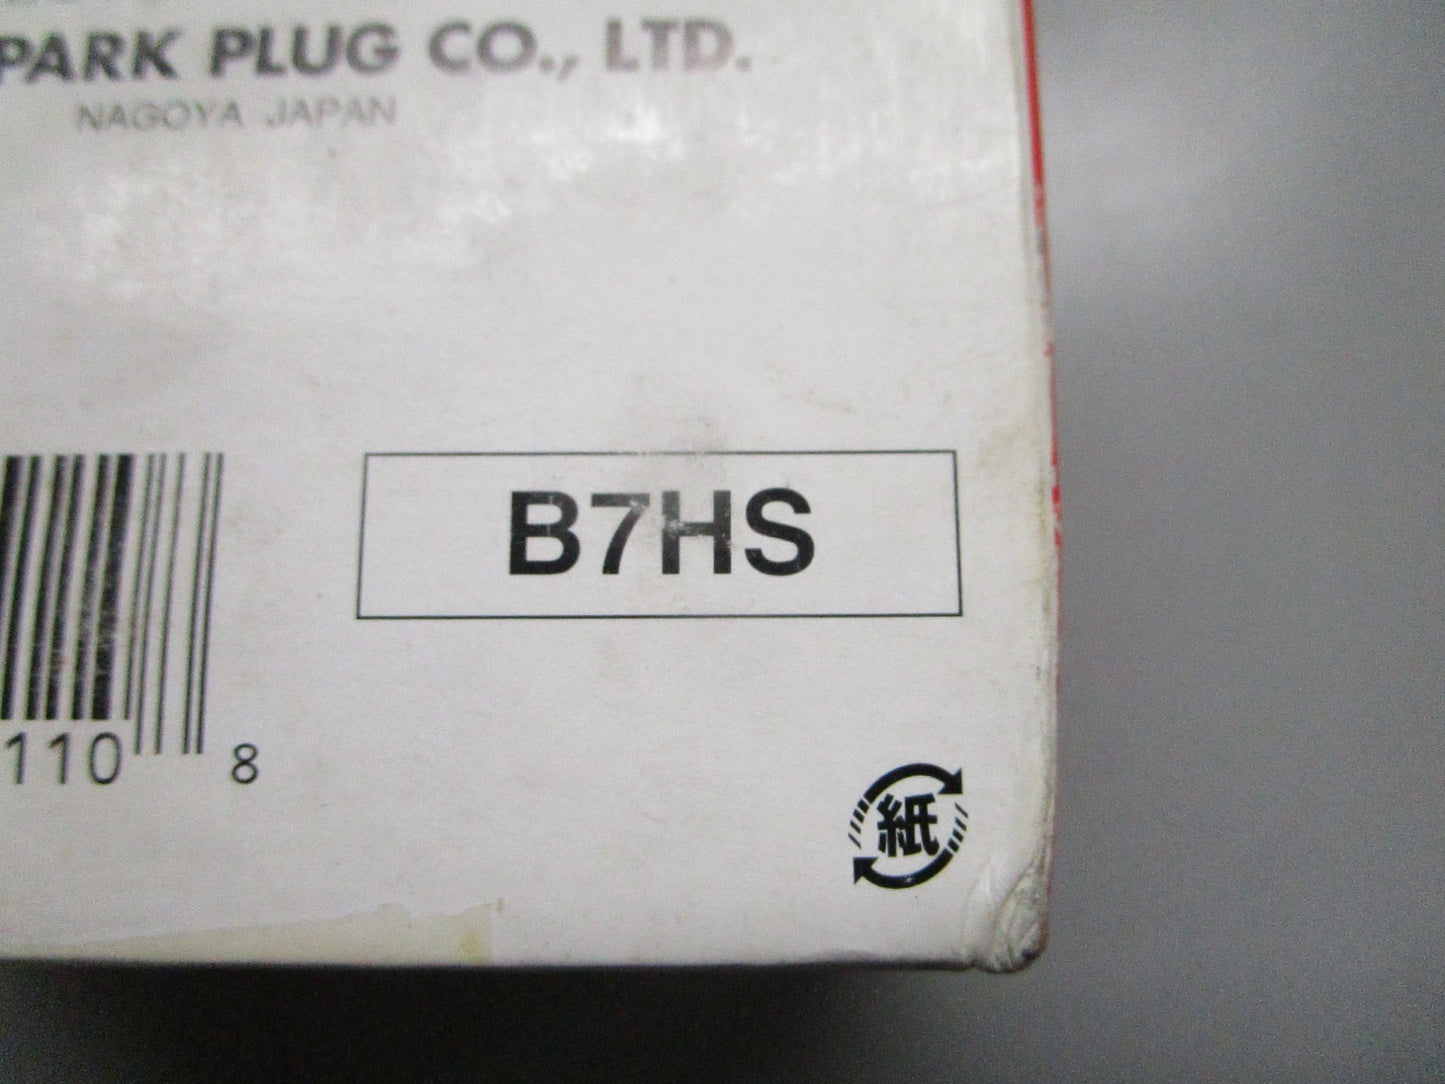 PARK PLUG CO., LTD.
NAGOYA JAPAN
B7HS
110 8
紙